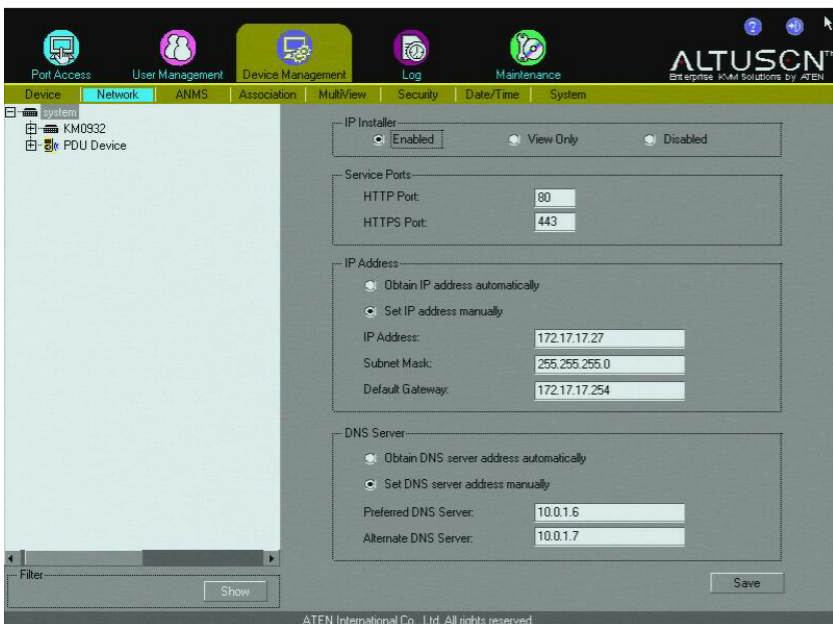 Port Access User Management Device Management Log Maintenance
ALTUSCN™
Enterprise KVM Solutions by ATEN
Device Network ANMS Association MultiView Security Date/Time System
system
KM0932
PDU Device
IP Installer
Enabled View Only Disabled
Service Ports
HTTP Port: 80
HTTPS Port: 443
IP Address
Obtain IP address automatically
Set IP address manually
IP Address: 172.17.17.27
Subnet Mask: 255.255.255.0
Default Gateway: 172.17.17.254
DNS Server
Obtain DNS server address automatically
Set DNS server address manually
Preferred DNS Server: 10.0.1.6
Alternate DNS Server: 10.0.1.7
Filter
Show
Save
ATEN International Co., Ltd. All rights reserved.